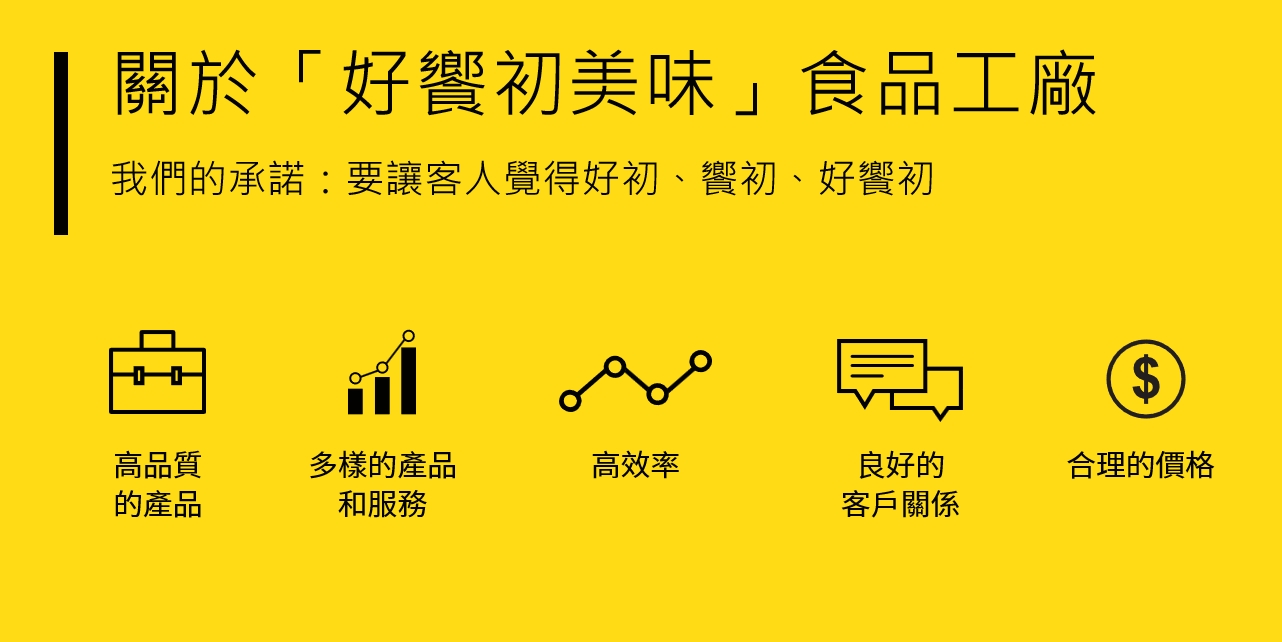 關於「好饗初美味」食品工廠
我們的承諾：要讓客人覺得好初、饗初、好饗初
高品質
的產品
多樣的產品
和服務
高效率
良好的
客戶關係
$
合理的價格